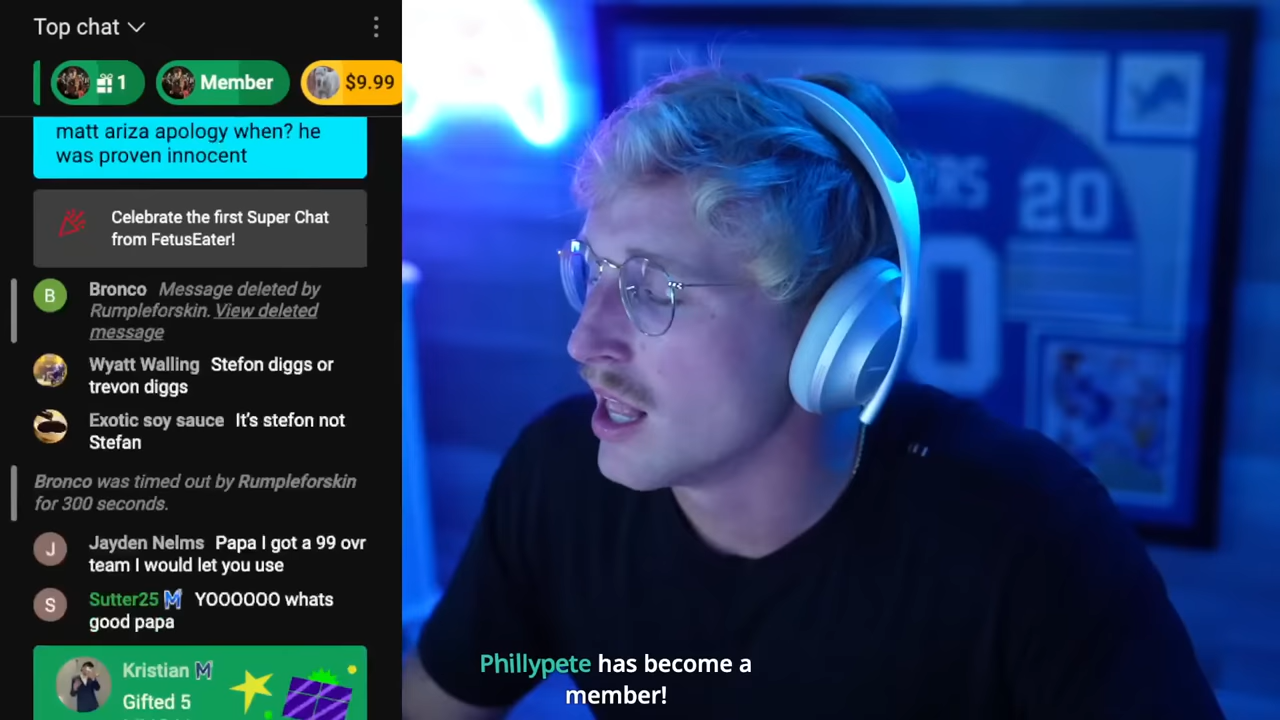 Top chat
1
Member
$9.99
matt ariza apology when? he
was proven innocent
Celebrate the first Super Chat
from FetusEater!
B
Bronco Message deleted by
Rumpleforskin. View deleted
message
Wyatt Walling Stefon diggs or
trevon diggs
Exotic soy sauce It's stefon not
Stefan
Bronco was timed out by Rumpleforskin
for 300 seconds.
J
Jayden Nelms Papa I got a 99 ovr
team I would let you use
S
Sutter25 M YOOOOOO whats
good papa
Kristian M
Gifted 5
ERS 20
0
Phillypete has become a
member!